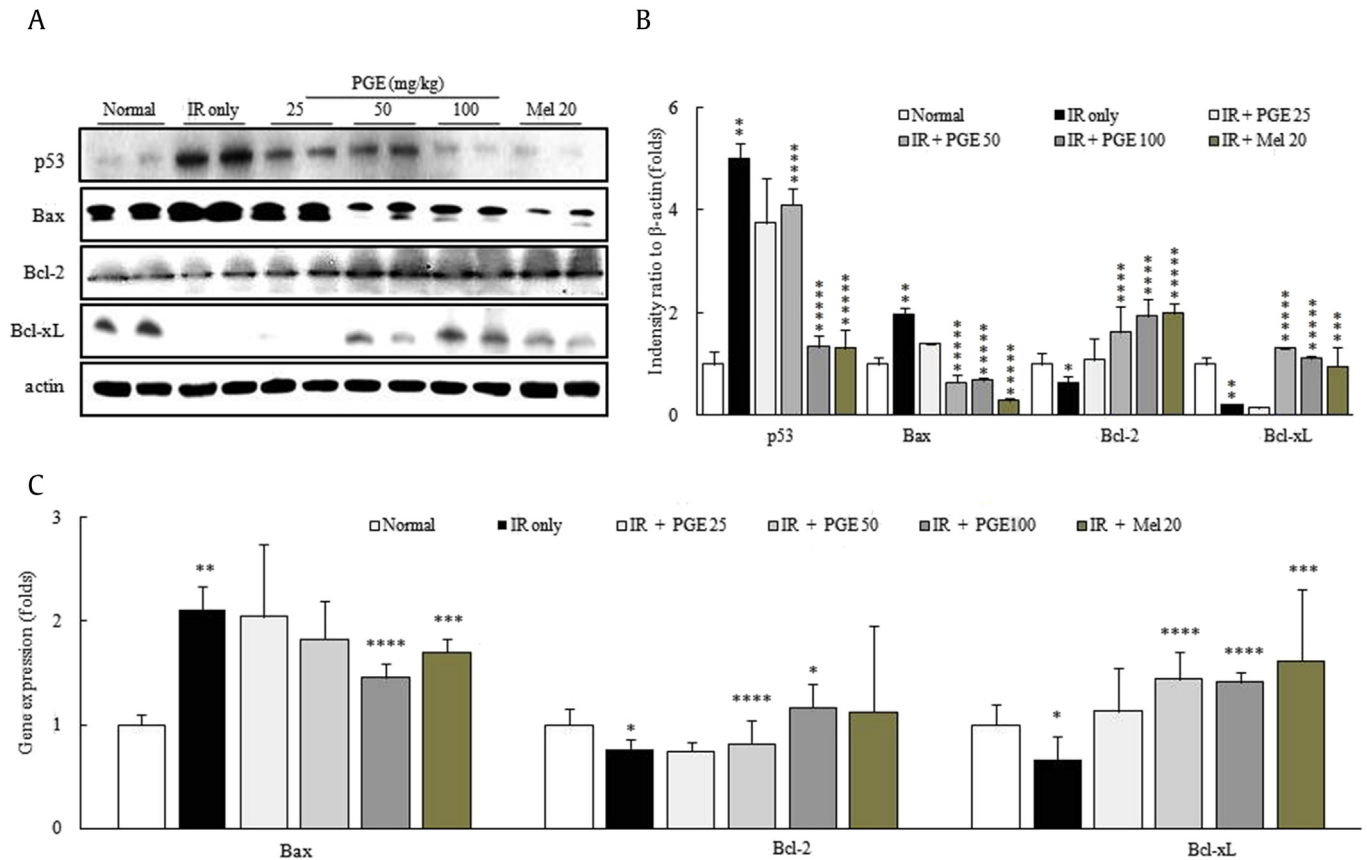 A
PGE (mg/kg)
Normal IR only 25 50 100 Mel 20
p53
Bax
Bcl-2
Bcl-xL
actin
B
Normal IR only IR + PGE 25
IR + PGE 50 IR + PGE 100 IR + Mel 20
Indensity ratio to β-actin (folds)
6
4
2
0
** **** ***** ***** ** ***** ***** ***** * **** **** ***** ** ***** ***** ***
p53 Bax Bcl-2 Bcl-xL
C
Normal IR only IR + PGE 25 IR + PGE 50 IR + PGE100 IR + Mel 20
Gene expression (folds)
3
2
1
0
** **** *** * **** * * **** **** ***
Bax Bcl-2 Bcl-xL